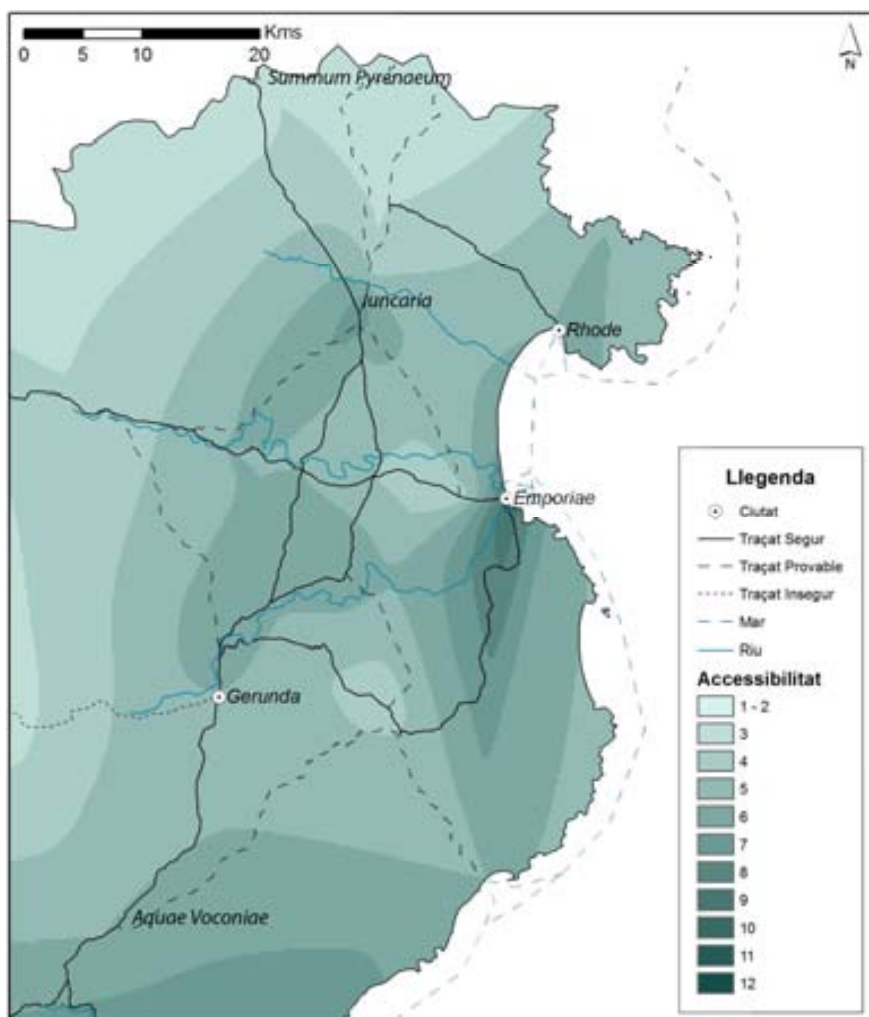 Kms
0 5 10 20
N
Summum Pyrenaeum
Iuncaria
Rhode
Emporiae
Gerunda
Aquae Voconiae
Llegenda
Ciutat
Traçat Segur
Traçat Provable
Traçat Insegur
Mar
Riu
Accessibilitat
1 - 2
3
4
5
6
7
8
9
10
11
12